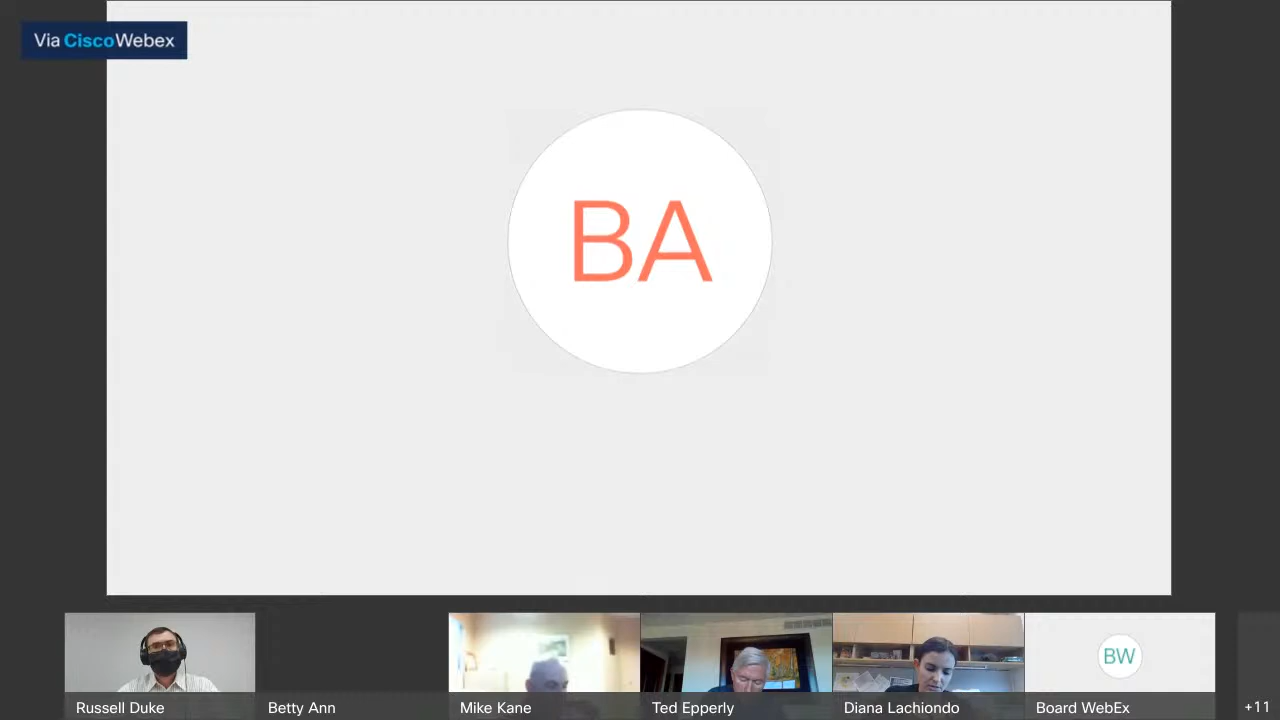 Via CiscoWebex
BA
BW
Russell Duke
Betty Ann
Mike Kane
Ted Epperly
Diana Lachiondo
Board WebEx
+11